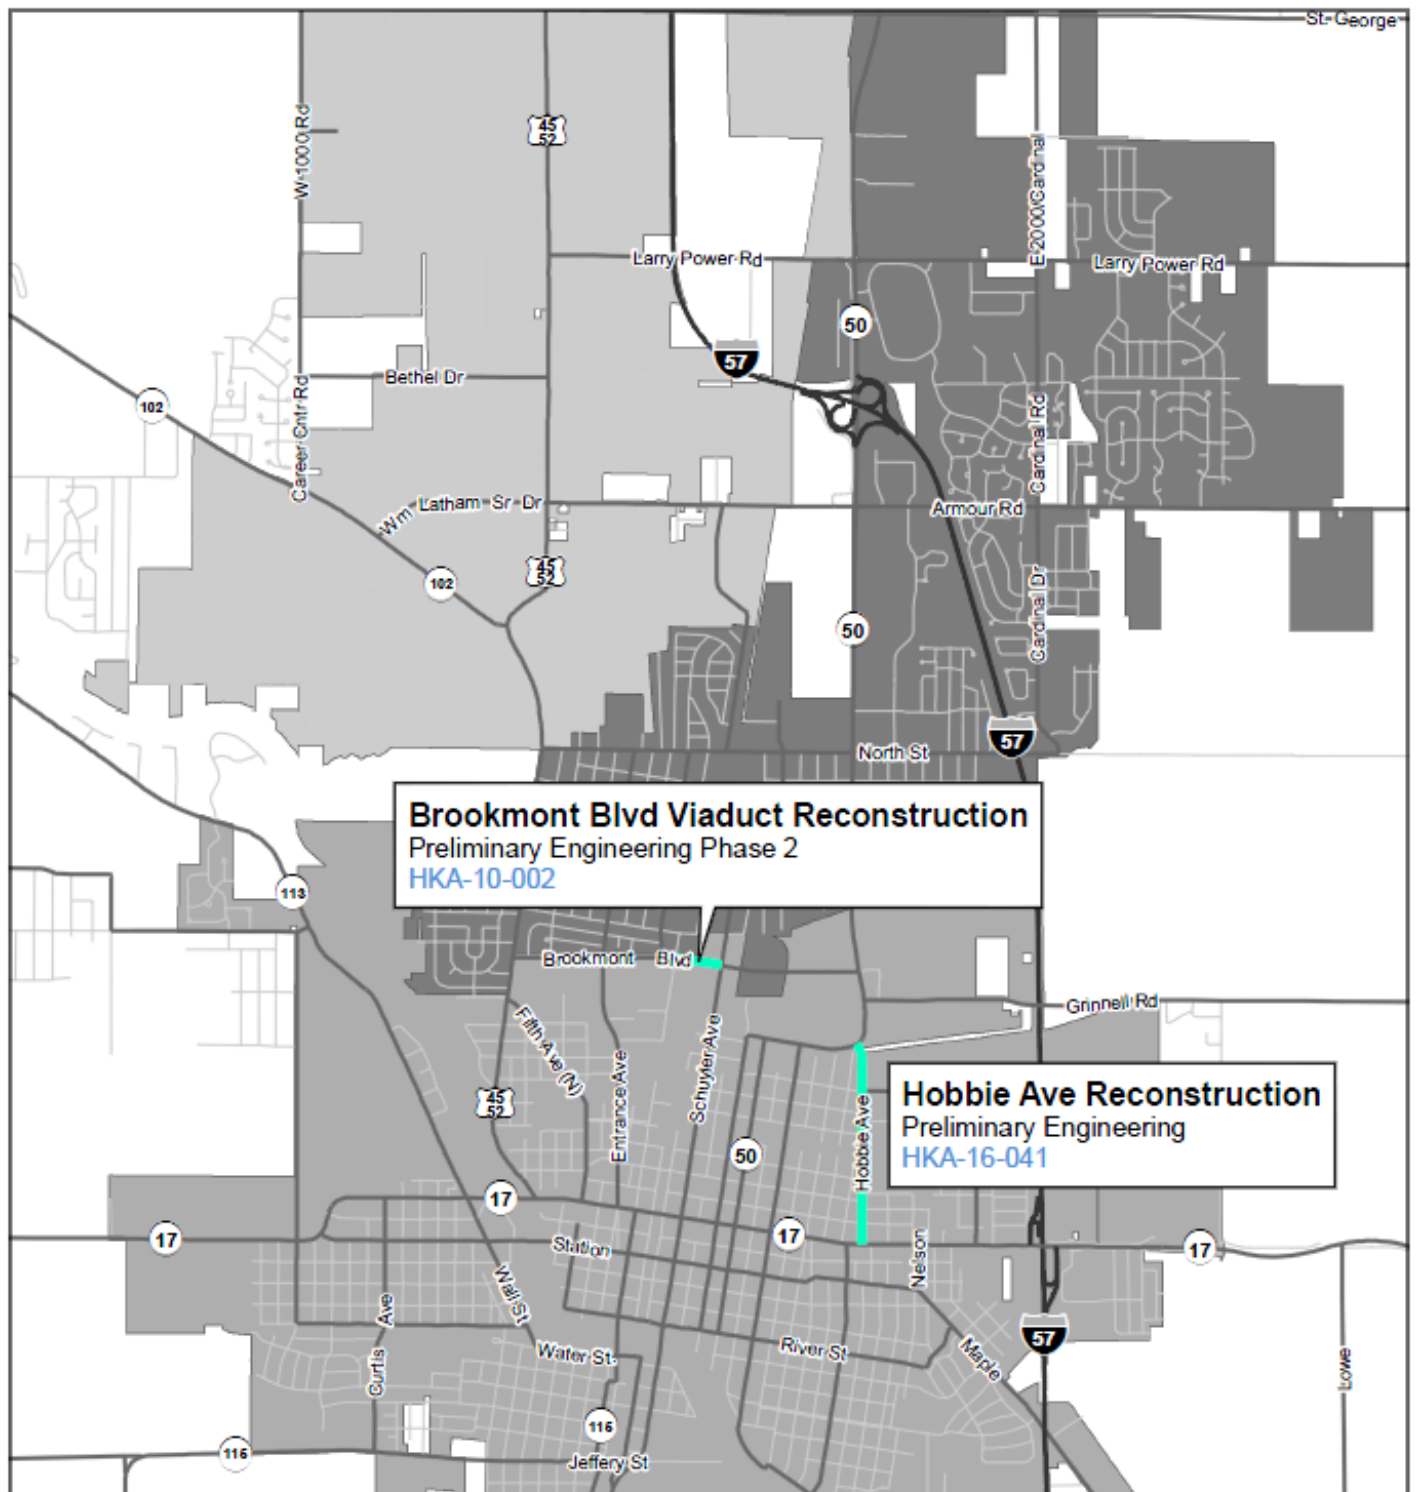 St. George
W 1000 Rd
45
52
E 2000/Cardinal
Larry Power Rd
Larry Power Rd
50
57
Bethel Dr
102
Career Cntr Rd
Cardinal Rd
Wm Latham Sr Dr
Armour Rd
45
52
102
Cardinal Dr
50
57
North St
Brookmont Blvd Viaduct Reconstruction
Preliminary Engineering Phase 2
HKA-10-002
113
Brookmont Blvd
Grinnell Rd
Fifth Ave (N)
Entrance Ave
Schuyler Ave
45
52
Hobbie Ave
Hobbie Ave Reconstruction
Preliminary Engineering
HKA-16-041
50
17
17
17
17
Station
Nelson
Wall St
Curtis Ave
Water St.
River St
Maple
57
Lowe
115
115
Jeffery St